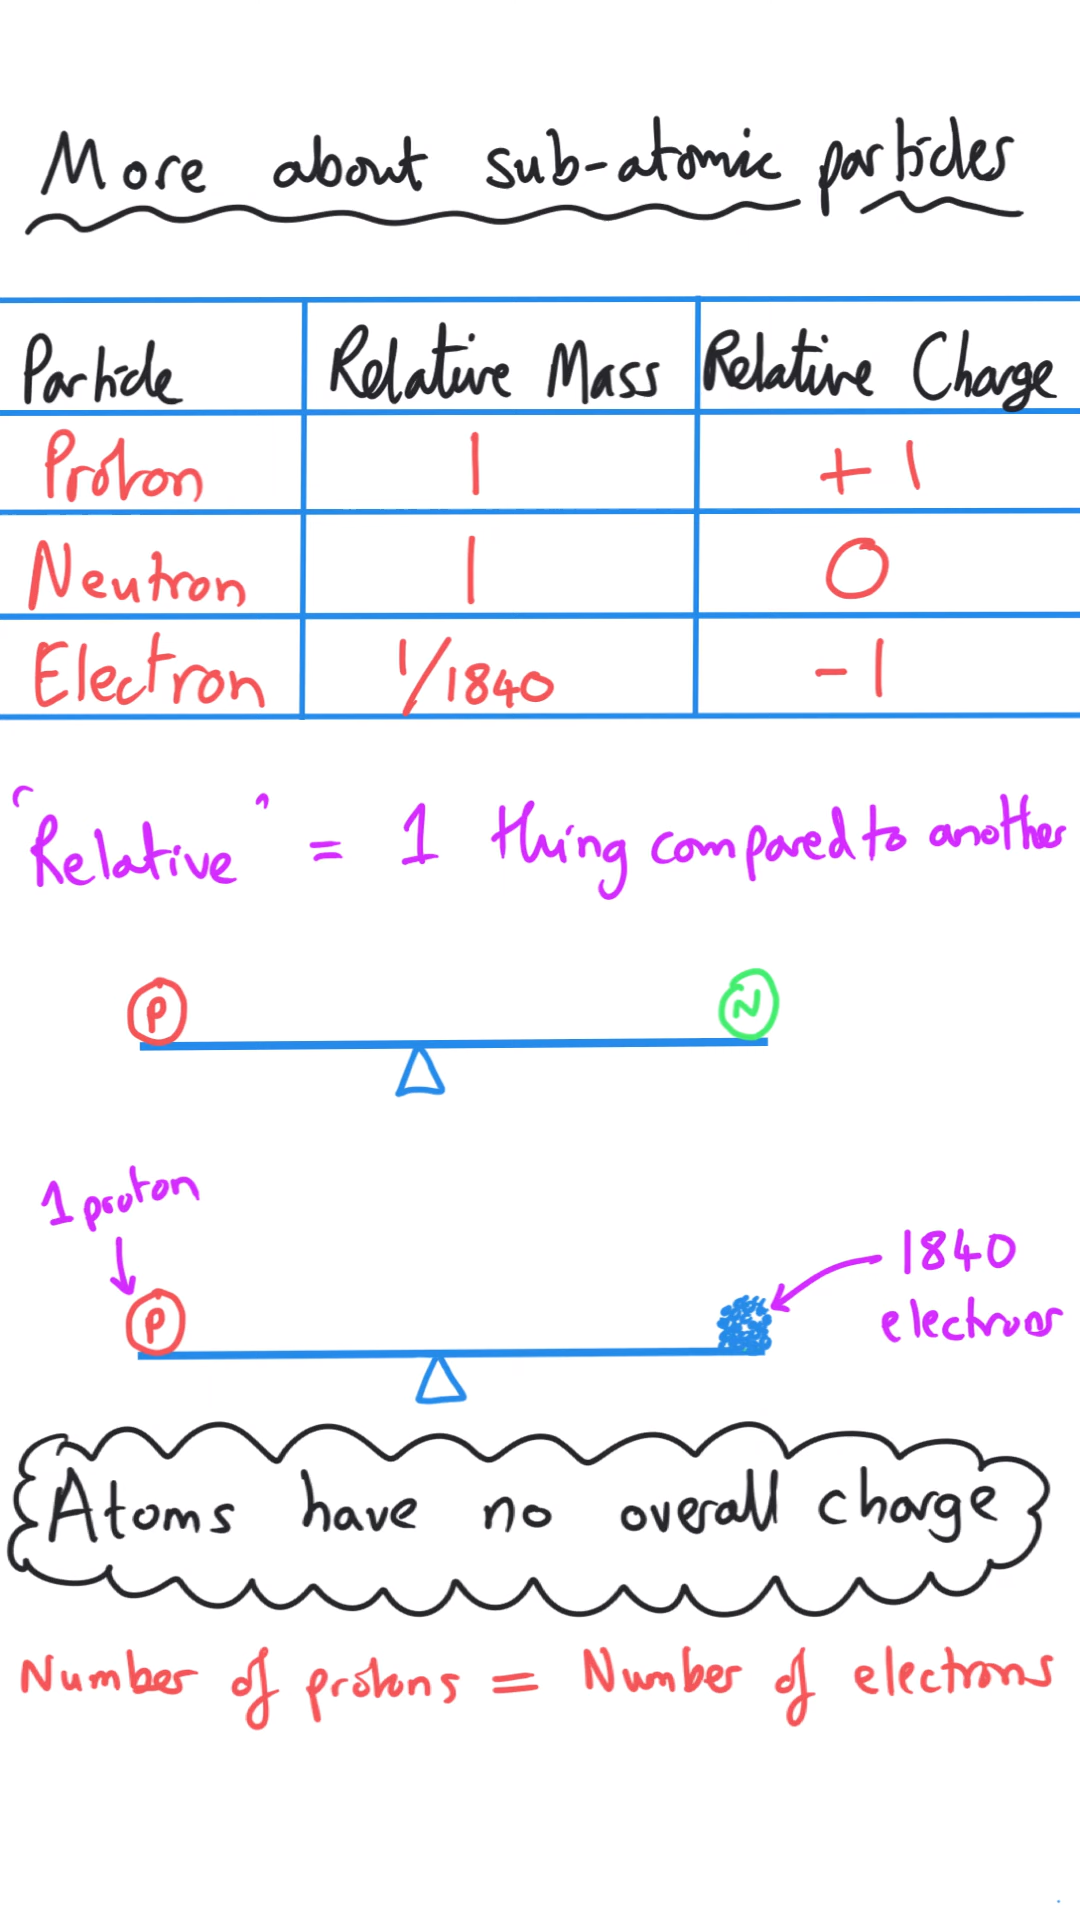 More about sub-atomic particles
Particle Relative Mass Relative Charge
Proton 1 +1
Neutron 1 0
Electron 1/1840 -1
"Relative" = 1 thing compared to another
P N
1 proton
1840
electrons
P
Atoms have no overall charge
Number of protons = Number of electrons